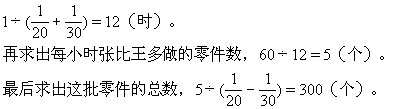 1÷(1/20+1/30)=12（时）。
再求出每小时张比王多做的零件数，60÷12=5（个）。
最后求出这批零件的总数，5÷(1/20-1/30)=300（个）。